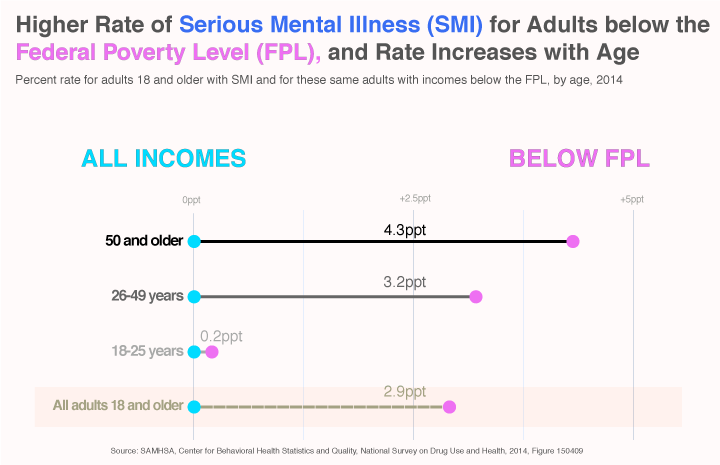 Higher Rate of Serious Mental Illness (SMI) for Adults below the
Federal Poverty Level (FPL), and Rate Increases with Age
Percent rate for adults 18 and older with SMI and for these same adults with incomes below the FPL, by age, 2014
ALL INCOMES BELOW FPL
0ppt +2.5ppt +5ppt
50 and older 4.3ppt
26-49 years 3.2ppt
18-25 years 0.2ppt
All adults 18 and older 2.9ppt
Source: SAMHSA, Center for Behavioral Health Statistics and Quality, National Survey on Drug Use and Health, 2014, Figure 150409